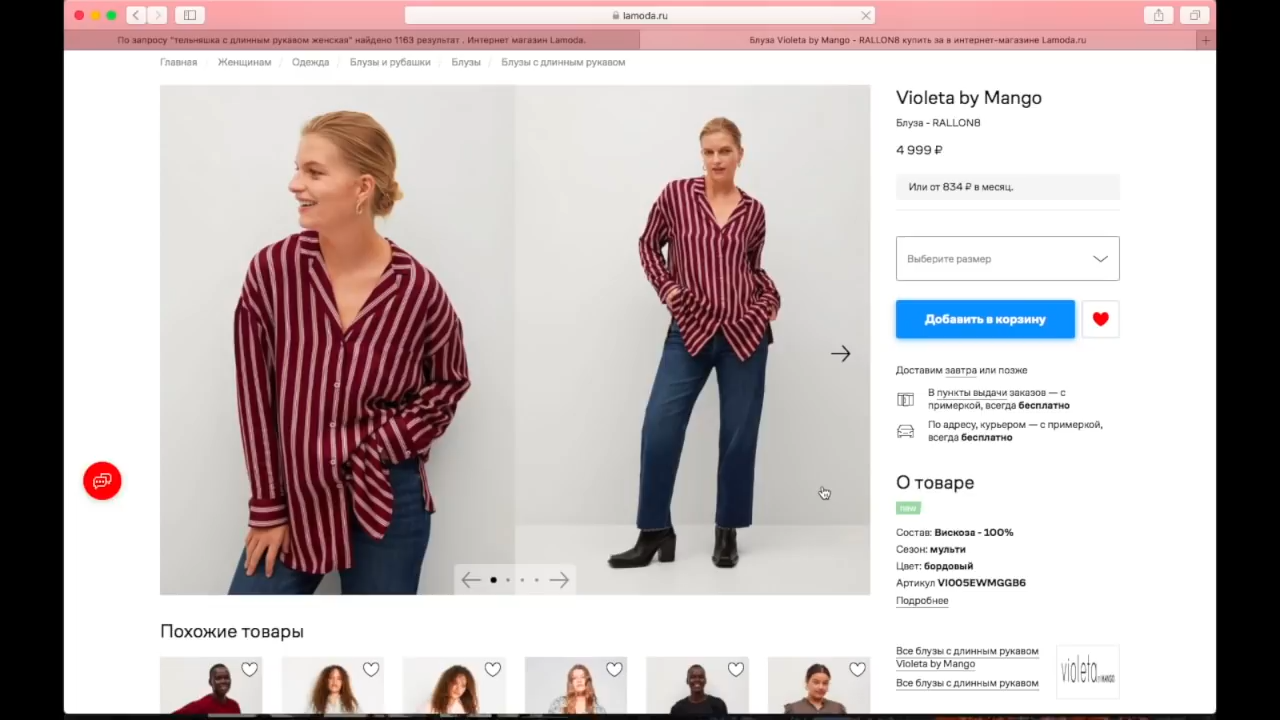 lamoda.ru
По запросу "тельняшка с длинным рукавом женская" найдено 1163 результат . Интернет магазин Lamoda.
Блуза Violeta by Mango - RALLON8 купить за в интернет-магазине Lamoda.ru
Главная / Женщинам / Одежда / Блузы и рубашки / Блузы / Блузы с длинным рукавом
Violeta by Mango
Блуза - RALLON8
4 999 ₽
Или от 834 ₽ в месяц.
Выберите размер
Добавить в корзину
Доставим завтра или позже
В пункты выдачи заказов — с
примеркой, всегда бесплатно
По адресу, курьером — с примеркой,
всегда бесплатно
О товаре
new
Состав: Вискоза - 100%
Сезон: мульти
Цвет: бордовый
Артикул VI005EWMGGB6
Подробнее
Все блузы с длинным рукавом
Violeta by Mango
Все блузы с длинным рукавом
violeta BY MANGO
Похожие товары